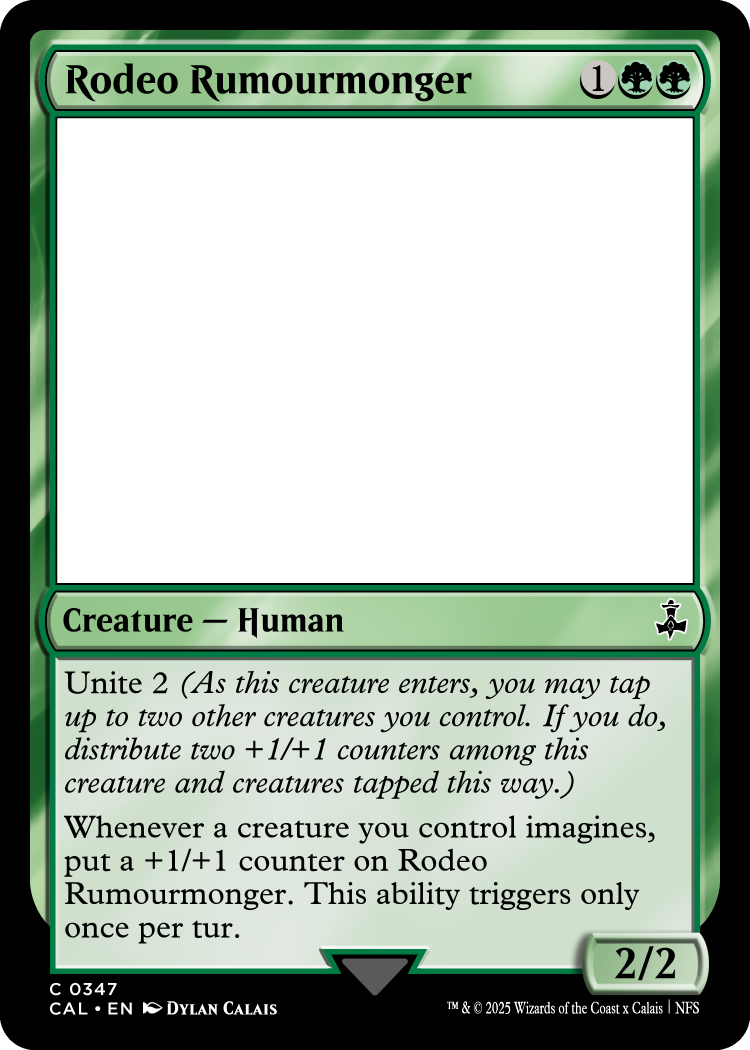 Rodeo Rumourmonger 1
Creature — Human
Unite 2 (As this creature enters, you may tap
up to two other creatures you control. If you do,
distribute two +1/+1 counters among this
creature and creatures tapped this way.)
Whenever a creature you control imagines,
put a +1/+1 counter on Rodeo
Rumourmonger. This ability triggers only
once per tur.
2/2
C 0347
CAL • EN Dylan Calais
™ & © 2025 Wizards of the Coast x Calais | NFS